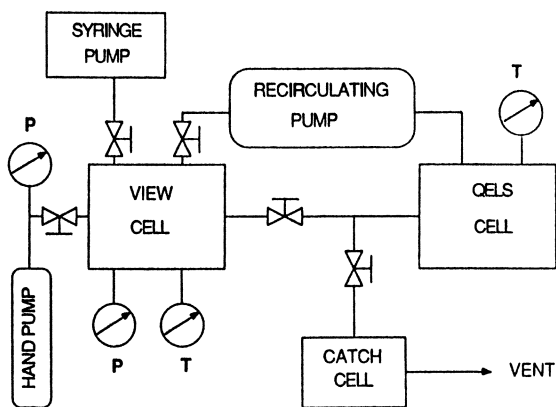 SYRINGE
PUMP
RECIRCULATING
PUMP
T
P
VIEW
CELL
QELS
CELL
HAND PUMP
P
T
CATCH
CELL
VENT